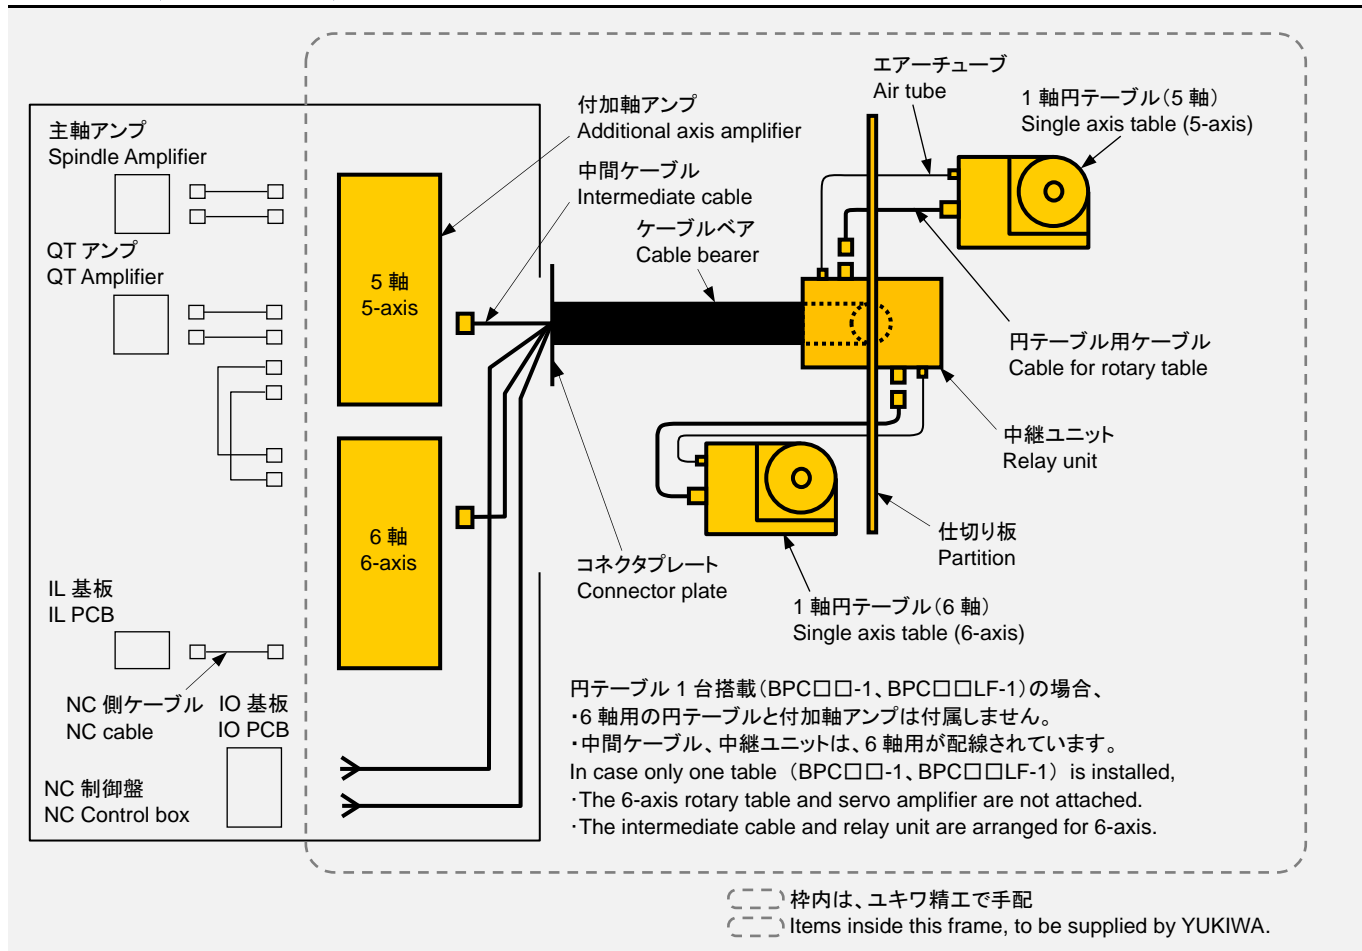 エアーチューブ
Air tube
1 軸円テーブル（5 軸）
Single axis table (5-axis)
付加軸アンプ
Additional axis amplifier
主軸アンプ
Spindle Amplifier
中間ケーブル
Intermediate cable
ケーブルベア
Cable bearer
QT アンプ
QT Amplifier
5 軸
5-axis
円テーブル用ケーブル
Cable for rotary table
中継ユニット
Relay unit
6 軸
6-axis
仕切り板
Partition
コネクタプレート
Connector plate
IL 基板
IL PCB
1 軸円テーブル（6 軸）
Single axis table (6-axis)
NC 側ケーブル
NC cable
IO 基板
IO PCB
NC 制御盤
NC Control box
円テーブル 1 台搭載（BPC□□-1、BPC□□LF-1）の場合、
・6 軸用の円テーブルと付加軸アンプは付属しません。
・中間ケーブル、中継ユニットは、6 軸用が配線されています。
In case only one table （BPC□□-1、BPC□□LF-1） is installed,
·The 6-axis rotary table and servo amplifier are not attached.
·The intermediate cable and relay unit are arranged for 6-axis.
枠内は、ユキワ精工で手配
Items inside this frame, to be supplied by YUKIWA.